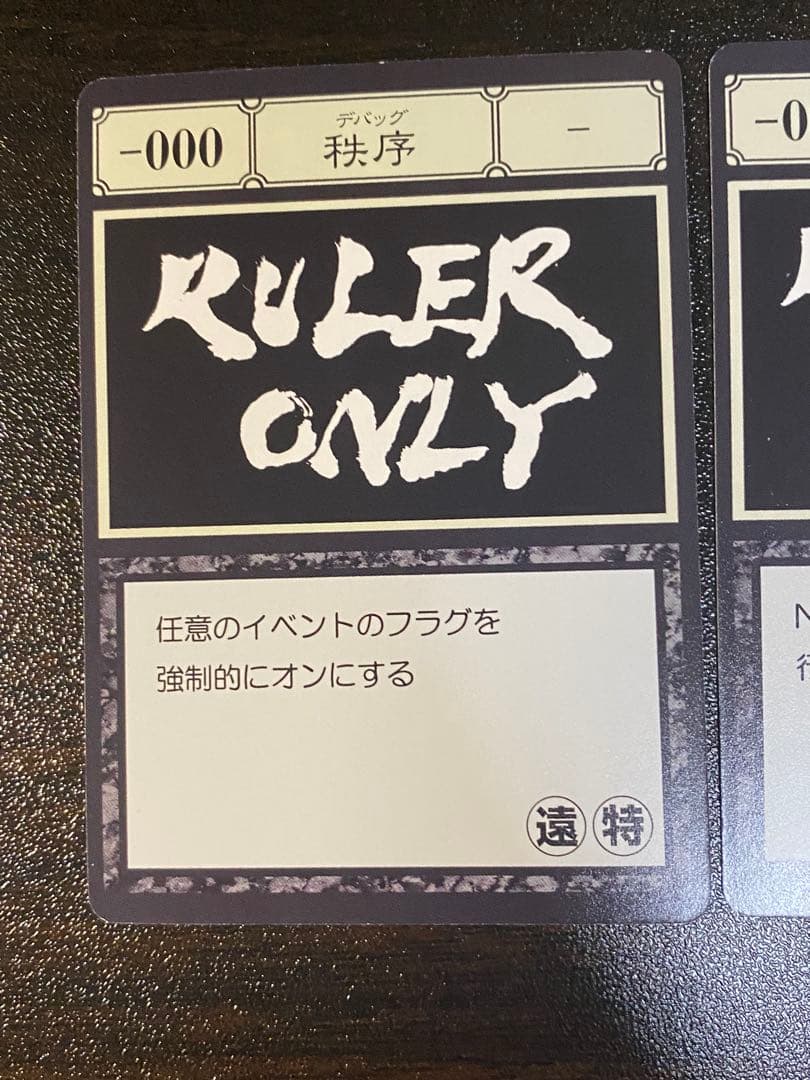 -000
デバッグ
秩序
-
RULER
ONLY
任意のイベントのフラグを
強制的にオンにする
遠 特
-0
N
行